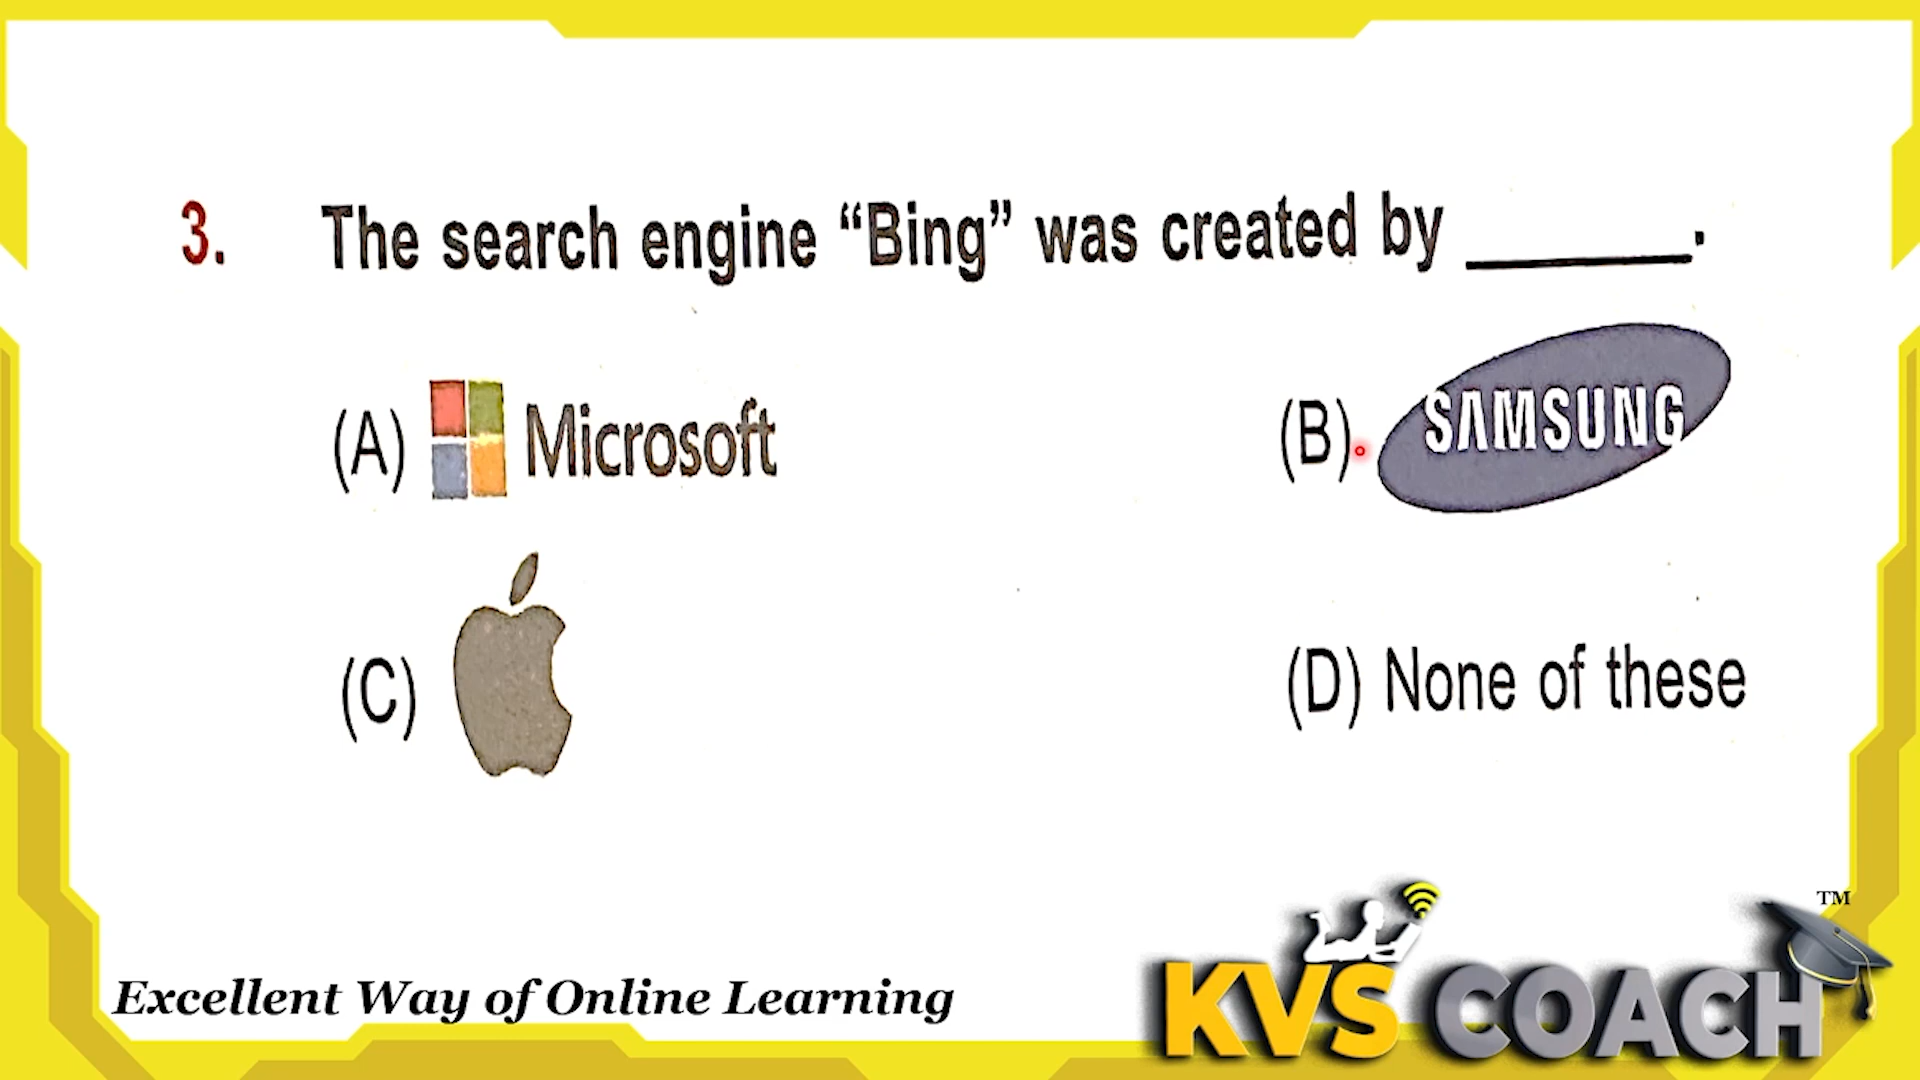 3. The search engine “Bing” was created by ______.
(A) Microsoft
(B) SAMSUNG
(C)
(D) None of these
Excellent Way of Online Learning
KVS COACH TM